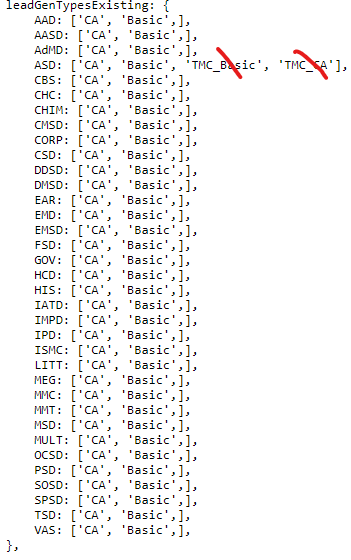 leadGenTypesExisting: {
AAD: ['CA', 'Basic',],
AASD: ['CA', 'Basic',],
AdMD: ['CA', 'Basic',],
ASD: ['CA', 'Basic', 'TMC_Basic', 'TMC_CA'],
CBS: ['CA', 'Basic',],
CHC: ['CA', 'Basic',],
CHIM: ['CA', 'Basic',],
CMSD: ['CA', 'Basic',],
CORP: ['CA', 'Basic',],
CSD: ['CA', 'Basic',],
DDSD: ['CA', 'Basic',],
DMSD: ['CA', 'Basic',],
EAR: ['CA', 'Basic',],
EMD: ['CA', 'Basic',],
EMSD: ['CA', 'Basic',],
FSD: ['CA', 'Basic',],
GOV: ['CA', 'Basic',],
HCD: ['CA', 'Basic',],
HIS: ['CA', 'Basic',],
IATD: ['CA', 'Basic',],
IMPD: ['CA', 'Basic',],
IPD: ['CA', 'Basic',],
ISMC: ['CA', 'Basic',],
LITT: ['CA', 'Basic',],
MEG: ['CA', 'Basic',],
MMC: ['CA', 'Basic',],
MMT: ['CA', 'Basic',],
MSD: ['CA', 'Basic',],
MULT: ['CA', 'Basic',],
OCSD: ['CA', 'Basic',],
PSD: ['CA', 'Basic',],
SOSD: ['CA', 'Basic',],
SPSD: ['CA', 'Basic',],
TSD: ['CA', 'Basic',],
VAS: ['CA', 'Basic',],
},